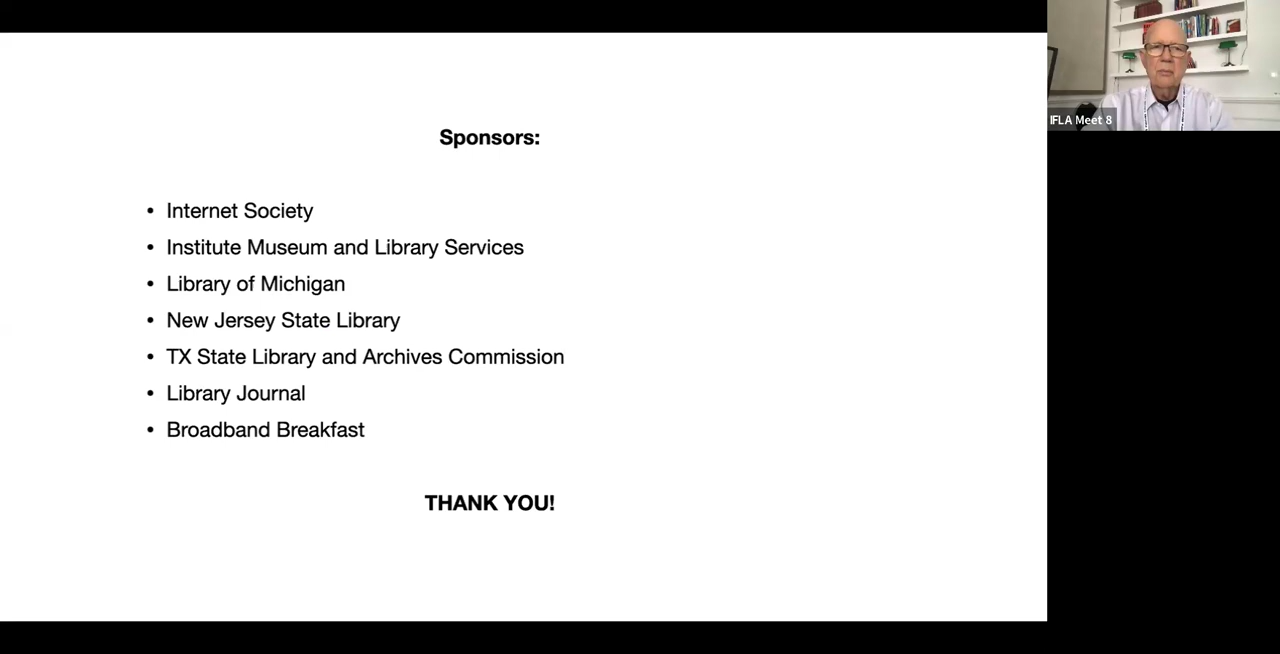 Sponsors:
• Internet Society
• Institute Museum and Library Services
• Library of Michigan
• New Jersey State Library
• TX State Library and Archives Commission
• Library Journal
• Broadband Breakfast
THANK YOU!
IFLA Meet 8